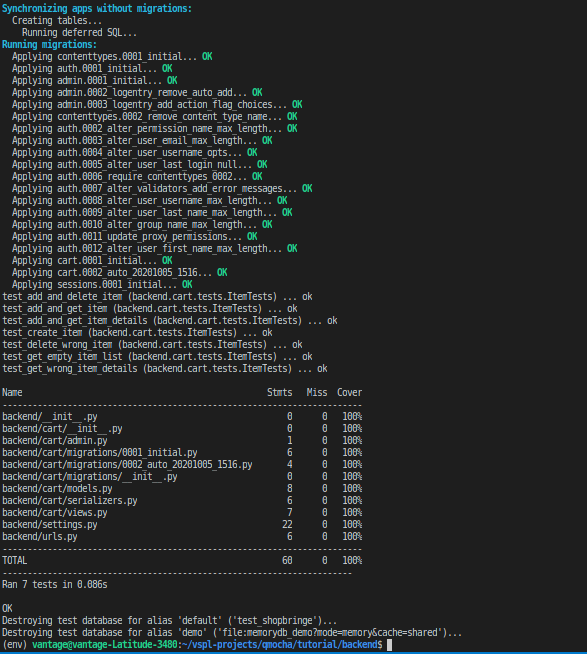 Synchronizing apps without migrations:
  Creating tables...
    Running deferred SQL...
Running migrations:
  Applying contenttypes.0001_initial... OK
  Applying auth.0001_initial... OK
  Applying admin.0001_initial... OK
  Applying admin.0002_logentry_remove_auto_add... OK
  Applying admin.0003_logentry_add_action_flag_choices... OK
  Applying contenttypes.0002_remove_content_type_name... OK
  Applying auth.0002_alter_permission_name_max_length... OK
  Applying auth.0003_alter_user_email_max_length... OK
  Applying auth.0004_alter_user_username_opts... OK
  Applying auth.0005_alter_user_last_login_null... OK
  Applying auth.0006_require_contenttypes_0002... OK
  Applying auth.0007_alter_validators_add_error_messages... OK
  Applying auth.0008_alter_user_username_max_length... OK
  Applying auth.0009_alter_user_last_name_max_length... OK
  Applying auth.0010_alter_group_name_max_length... OK
  Applying auth.0011_update_proxy_permissions... OK
  Applying auth.0012_alter_user_first_name_max_length... OK
  Applying cart.0001_initial... OK
  Applying cart.0002_auto_20201005_1516... OK
  Applying sessions.0001_initial... OK
test_add_and_delete_item (backend.cart.tests.ItemTests) ... ok
test_add_and_get_item (backend.cart.tests.ItemTests) ... ok
test_add_and_get_item_details (backend.cart.tests.ItemTests) ... ok
test_create_item (backend.cart.tests.ItemTests) ... ok
test_delete_wrong_item (backend.cart.tests.ItemTests) ... ok
test_get_empty_item_list (backend.cart.tests.ItemTests) ... ok
test_get_wrong_item_details (backend.cart.tests.ItemTests) ... ok

Name Stmts Miss Cover
------------------------------------------------------------------------
backend/__init__.py 0 0 100%
backend/cart/__init__.py 0 0 100%
backend/cart/admin.py 1 0 100%
backend/cart/migrations/0001_initial.py 6 0 100%
backend/cart/migrations/0002_auto_20201005_1516.py 4 0 100%
backend/cart/migrations/__init__.py 0 0 100%
backend/cart/models.py 8 0 100%
backend/cart/serializers.py 6 0 100%
backend/cart/views.py 7 0 100%
backend/settings.py 22 0 100%
backend/urls.py 6 0 100%
------------------------------------------------------------------------
TOTAL 60 0 100%
----------------------------------------------------------------------
Ran 7 tests in 0.086s

OK
Destroying test database for alias 'default' ('test_shopbringe')...
Destroying test database for alias 'demo' ('file:memorydb_demo?mode=memory&cache=shared')...
(env) vantage@vantage-Latitude-3480:~/vspl-projects/qmocha/tutorial/backend$